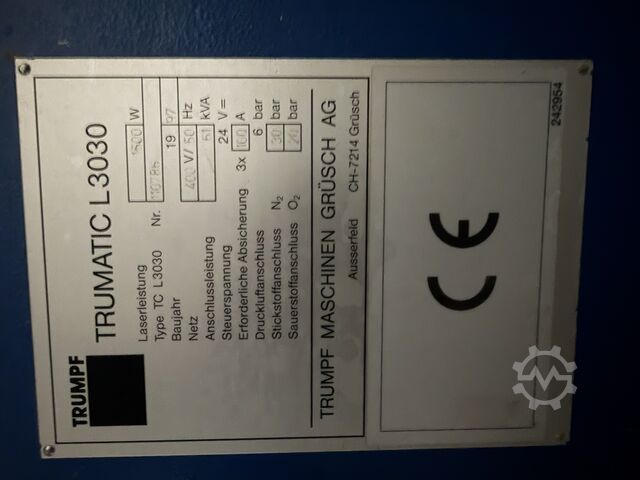 TRUMPF
TRUMATIC L3030
Laserleistung 1500 W
Type TC L3030 Nr.
Baujahr 19 97
Netz 400 V/ 50 Hz
Anschlussleistung 51 kVA
Steuerspannung 24 V=
Erforderliche Absicherung 3x 100 A
Druckluftanschluss 6 bar
Stickstoffanschluss N₂ 30 bar
Sauerstoffanschluss O₂ bar
TRUMPF MASCHINEN GRÜSCH AG
Ausserfeld CH-7214 Grüsch
CE
242954